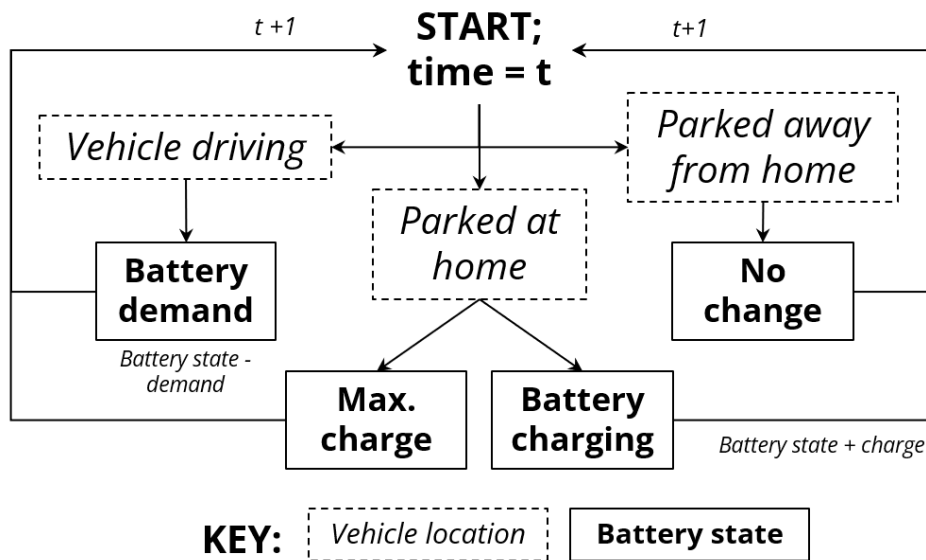 t +1
START;
time = t
t+1
Vehicle driving
Parked away
from home
Parked at
home
Battery
demand
No
change
Battery state -
demand
Max.
charge
Battery
charging
Battery state + charge
KEY:
Vehicle location
Battery state